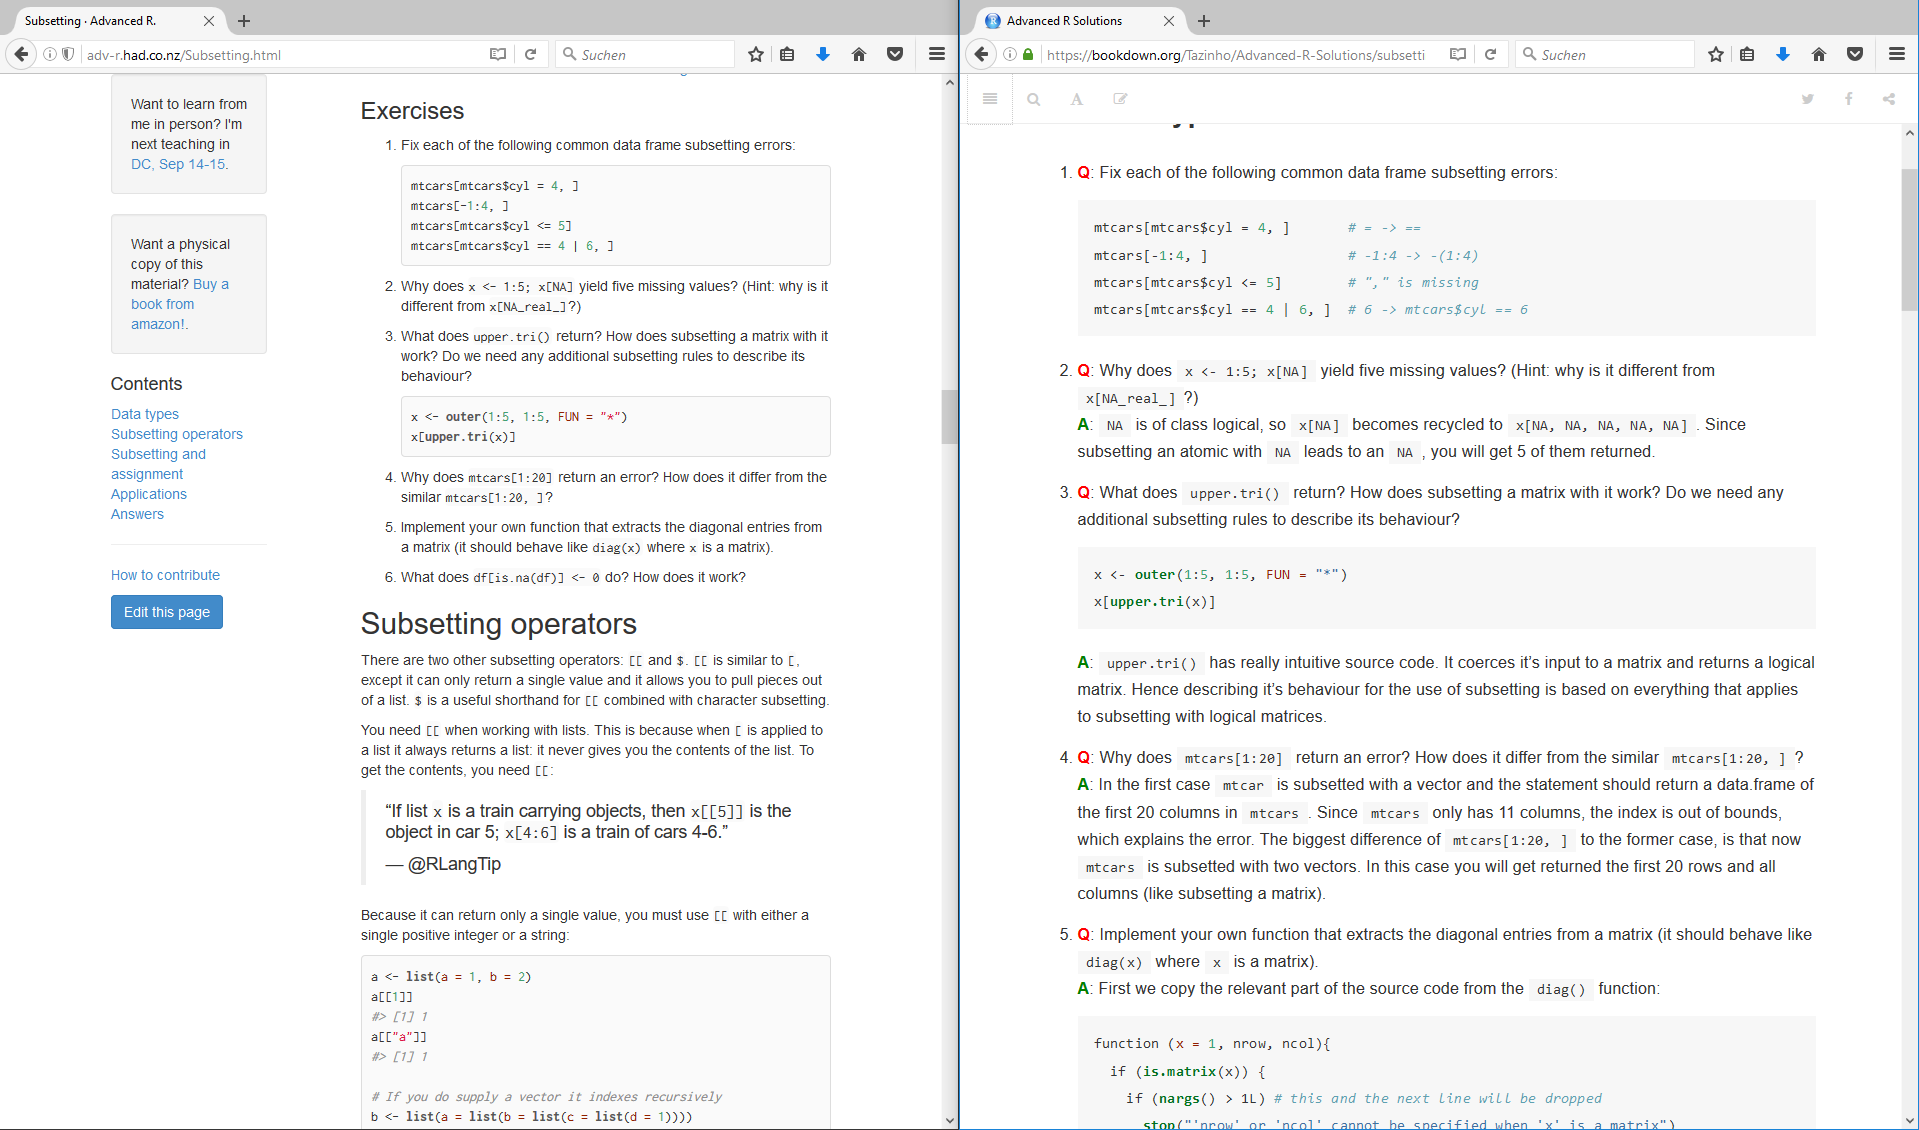 Subsetting · Advanced R.
adv-r.had.co.nz/Subsetting.html
Suchen
Want to learn from
me in person? I'm
next teaching in
DC, Sep 14-15.
Want a physical
copy of this
material? Buy a
book from
amazon!.
Contents
Data types
Subsetting operators
Subsetting and
assignment
Applications
Answers
How to contribute
Edit this page
Exercises
1. Fix each of the following common data frame subsetting errors:
mtcars[mtcars$cyl = 4, ]
mtcars[-1:4, ]
mtcars[mtcars$cyl <= 5]
mtcars[mtcars$cyl == 4 | 6, ]
2. Why does x <- 1:5; x[NA] yield five missing values? (Hint: why is it
different from x[NA_real_]?)
3. What does upper.tri() return? How does subsetting a matrix with it
work? Do we need any additional subsetting rules to describe its
behaviour?
x <- outer(1:5, 1:5, FUN = "*")
x[upper.tri(x)]
4. Why does mtcars[1:20] return an error? How does it differ from the
similar mtcars[1:20, ]?
5. Implement your own function that extracts the diagonal entries from
a matrix (it should behave like diag(x) where x is a matrix).
6. What does df[is.na(df)] <- 0 do? How does it work?
Subsetting operators
There are two other subsetting operators: [[ and $. [[ is similar to [,
except it can only return a single value and it allows you to pull pieces out
of a list. $ is a useful shorthand for [[ combined with character subsetting.
You need [[ when working with lists. This is because when [ is applied to
a list it always returns a list: it never gives you the contents of the list. To
get the contents, you need [[:
“If list x is a train carrying objects, then x[[5]] is the
object in car 5; x[4:6] is a train of cars 4-6.”
— @RLangTip
Because it can return only a single value, you must use [[ with either a
single positive integer or a string:
a <- list(a = 1, b = 2)
a[[1]]
#> [1] 1
a[["a"]]
#> [1] 1
# If you do supply a vector it indexes recursively
b <- list(a = list(b = list(c = list(d = 1))))
Advanced R Solutions
https://bookdown.org/Tazinho/Advanced-R-Solutions/subsetti
Suchen
1. Q: Fix each of the following common data frame subsetting errors:
mtcars[mtcars$cyl = 4, ] # = -> ==
mtcars[-1:4, ] # -1:4 -> -(1:4)
mtcars[mtcars$cyl <= 5] # "," is missing
mtcars[mtcars$cyl == 4 | 6, ] # 6 -> mtcars$cyl == 6
2. Q: Why does x <- 1:5; x[NA] yield five missing values? (Hint: why is it different from
x[NA_real_] ?)
A: NA is of class logical, so x[NA] becomes recycled to x[NA, NA, NA, NA, NA] . Since
subsetting an atomic with NA leads to an NA , you will get 5 of them returned.
3. Q: What does upper.tri() return? How does subsetting a matrix with it work? Do we need any
additional subsetting rules to describe its behaviour?
x <- outer(1:5, 1:5, FUN = "*")
x[upper.tri(x)]
A: upper.tri() has really intuitive source code. It coerces it’s input to a matrix and returns a logical
matrix. Hence describing it’s behaviour for the use of subsetting is based on everything that applies
to subsetting with logical matrices.
4. Q: Why does mtcars[1:20] return an error? How does it differ from the similar mtcars[1:20, ] ?
A: In the first case mtcar is subsetted with a vector and the statement should return a data.frame of
the first 20 columns in mtcars . Since mtcars only has 11 columns, the index is out of bounds,
which explains the error. The biggest difference of mtcars[1:20, ] to the former case, is that now
mtcars is subsetted with two vectors. In this case you will get returned the first 20 rows and all
columns (like subsetting a matrix).
5. Q: Implement your own function that extracts the diagonal entries from a matrix (it should behave like
diag(x) where x is a matrix).
A: First we copy the relevant part of the source code from the diag() function:
function (x = 1, nrow, ncol){
if (is.matrix(x)) {
if (nargs() > 1L) # this and the next line will be dropped
stop("'nrow' or 'ncol' cannot be specified when 'x' is a matrix")